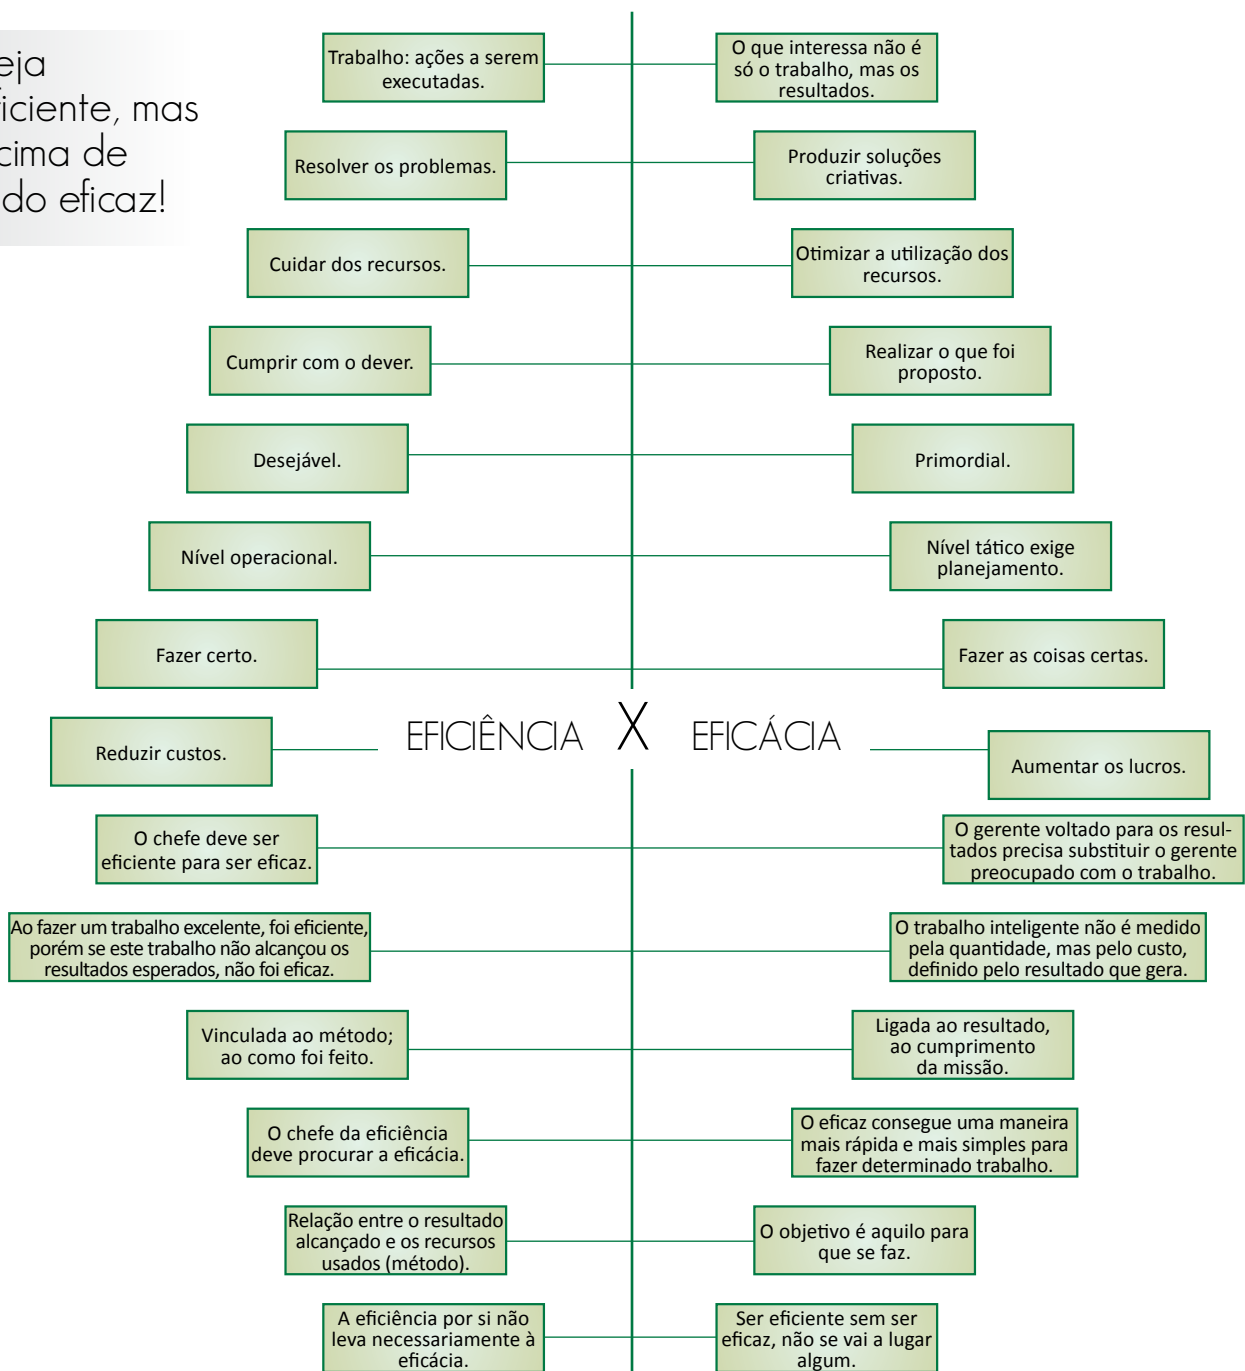 eja
ficiente, mas
cima de
do eficaz!
Trabalho: ações a serem
executadas.
O que interessa não é
só o trabalho, mas os
resultados.
Resolver os problemas.
Produzir soluções
criativas.
Cuidar dos recursos.
Otimizar a utilização dos
recursos.
Cumprir com o dever.
Realizar o que foi
proposto.
Desejável.
Primordial.
Nível operacional.
Nível tático exige
planejamento.
Fazer certo.
Fazer as coisas certas.
EFICIÊNCIA X EFICÁCIA
Reduzir custos.
Aumentar os lucros.
O chefe deve ser
eficiente para ser eficaz.
O gerente voltado para os resul-
tados precisa substituir o gerente
preocupado com o trabalho.
Ao fazer um trabalho excelente, foi eficiente,
porém se este trabalho não alcançou os
resultados esperados, não foi eficaz.
O trabalho inteligente não é medido
pela quantidade, mas pelo custo,
definido pelo resultado que gera.
Vinculada ao método;
ao como foi feito.
Ligada ao resultado,
ao cumprimento
da missão.
O chefe da eficiência
deve procurar a eficácia.
O eficaz consegue uma maneira
mais rápida e mais simples para
fazer determinado trabalho.
Relação entre o resultado
alcançado e os recursos
usados (método).
O objetivo é aquilo para
que se faz.
A eficiência por si não
leva necessariamente à
eficácia.
Ser eficiente sem ser
eficaz, não se vai a lugar
algum.